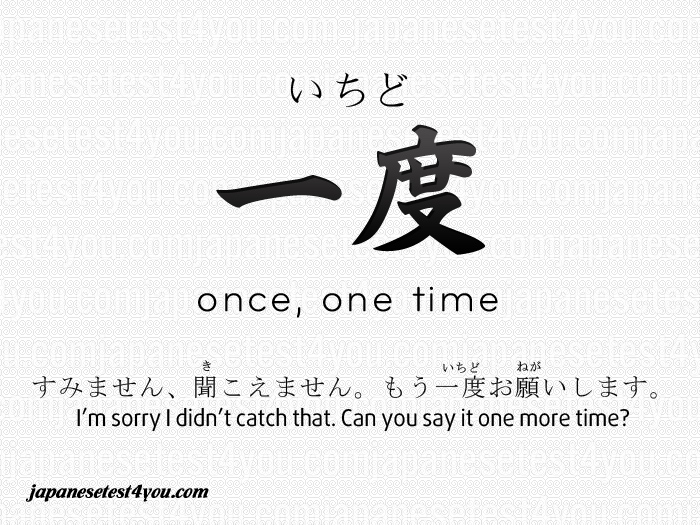 いちど
一度
once, one time
き いちど ねが
すみません、聞こえません。もう一度お願いします。
I'm sorry I didn't catch that. Can you say it one more time?
japanesetest4you.com